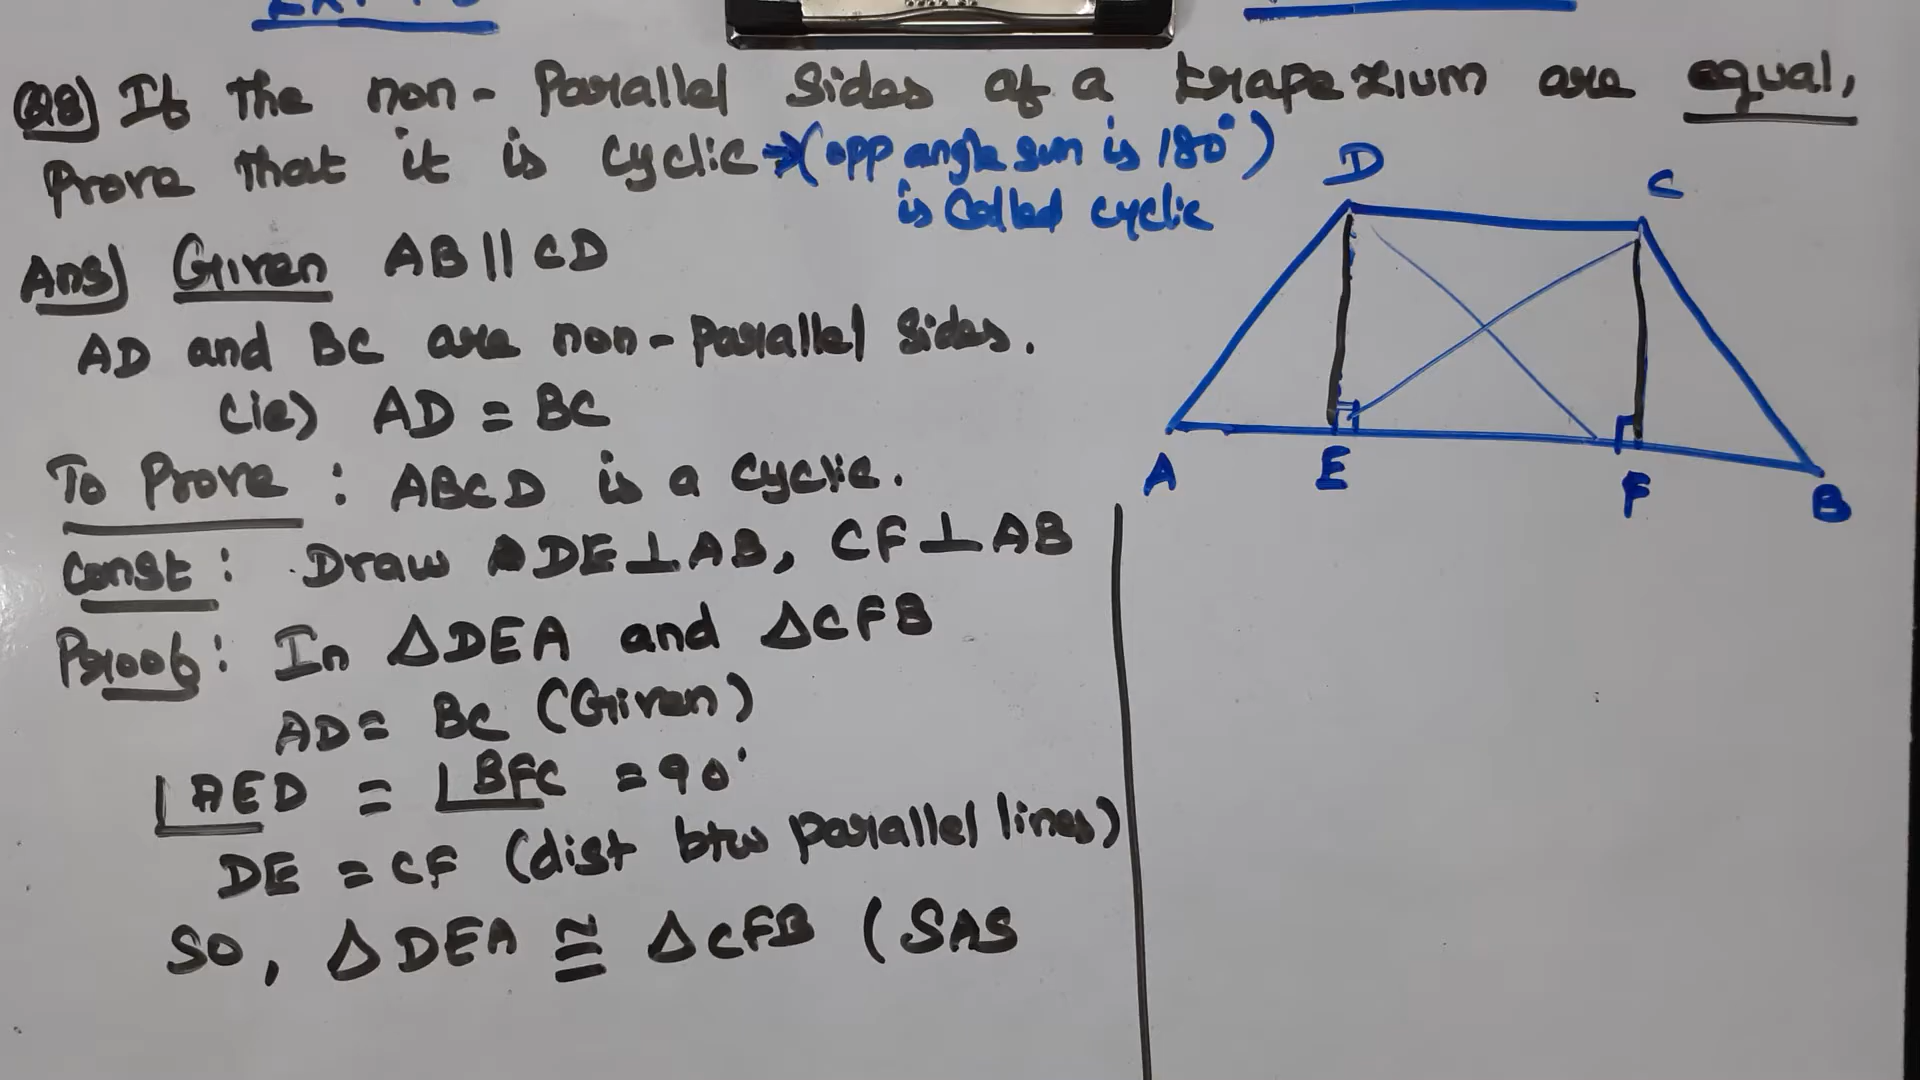 Q8) If the non-Parallel Sides of a trapezium are equal,
Prove that it is cyclic → (opp angle sum is 180°)
is Called cyclic
Ans) Given AB || CD
AD and BC are non-Parallel Sides.
(ie) AD = BC
To Prove : ABCD is a cyclic.
Const : Draw DE⊥AB, CF⊥AB
Proof : In ΔDEA and ΔCFB
AD = BC (Given)
∠AED = ∠BFC = 90°
DE = CF (dist btw parallel lines)
So, ΔDEA ≅ ΔCFB (SAS
D C
A E F B